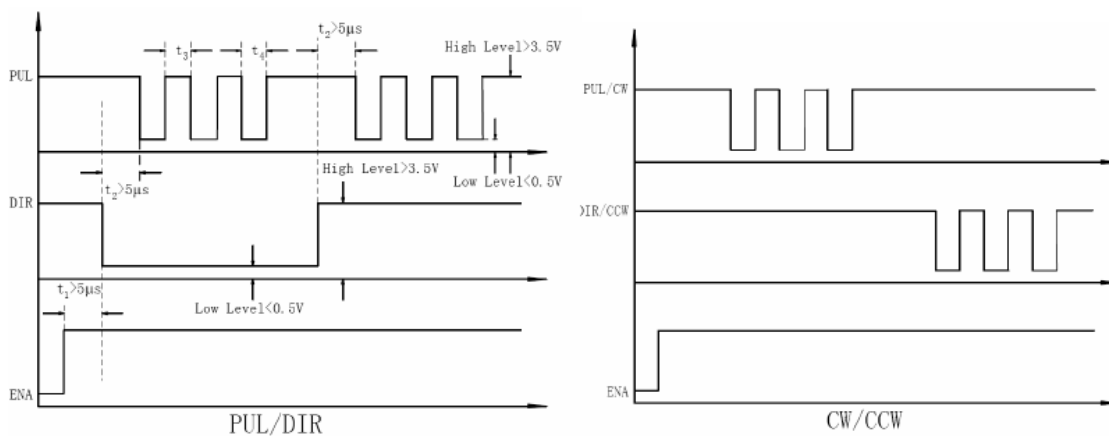 t2>5μs
t3
t4
High Level>3.5V
PUL
High Level>3.5V
Low Level<0.5V
t2>5μs
DIR
t1>5μs
Low Level<0.5V
ENA
PUL/DIR
PUL/CW
DIR/CCW
ENA
CW/CCW